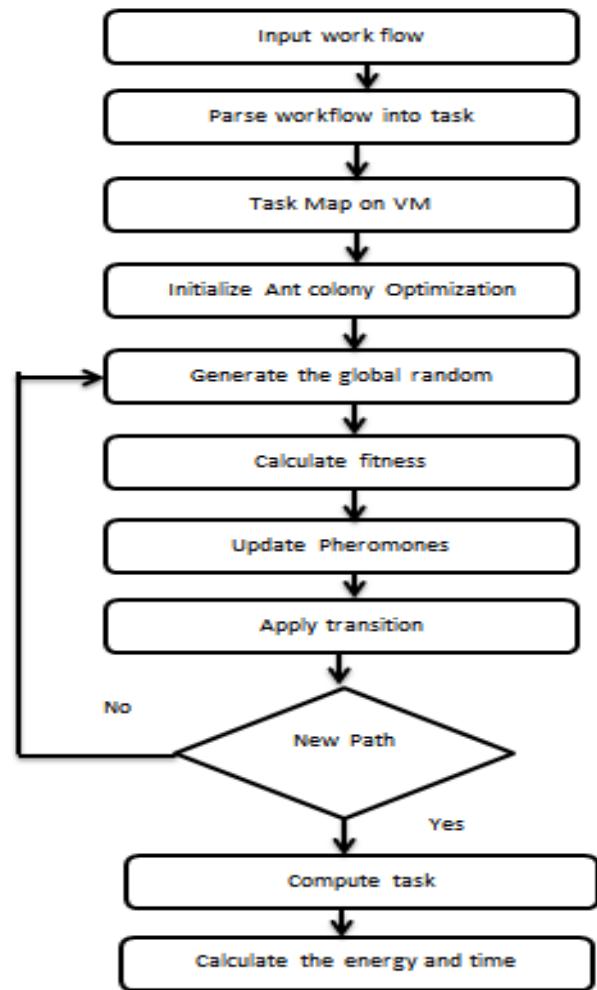 Input work flow
Parse workflow into task
Task Map on VM
Initialize Ant colony Optimization
Generate the global random
Calculate fitness
Update Pheromones
Apply transition
No
New Path
Yes
Compute task
Calculate the energy and time